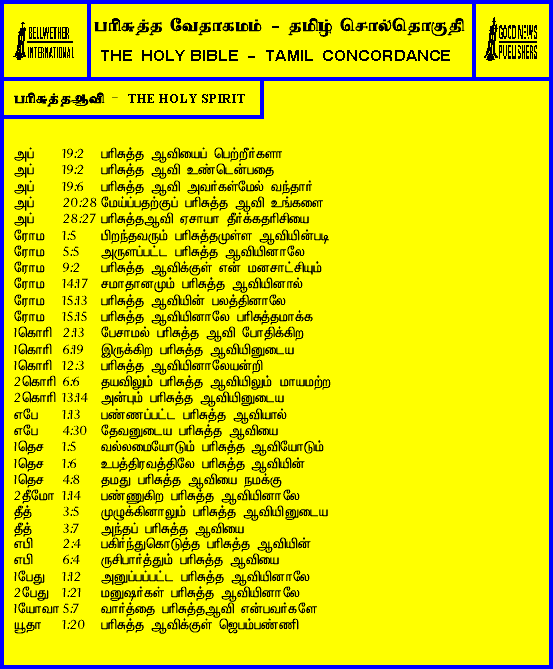 BELLWETHER
INTERNATIONAL
பரிசுத்த வேதாகமம் – தமிழ் சொல்தொகுதி
THE HOLY BIBLE – TAMIL CONCORDANCE
GOOD NEWS
PUBLISHERS
பரிசுத்தஆவி – THE HOLY SPIRIT
அப் 19:2 பரிசுத்த ஆவியைப் பெற்றீர்களா
அப் 19:2 பரிசுத்த ஆவி உண்டென்பதை
அப் 19:6 பரிசுத்த ஆவி அவர்கள்மேல் வந்தார்
அப் 20:28 மேய்ப்பதற்குப் பரிசுத்த ஆவி உங்களை
அப் 28:27 பரிசுத்தஆவி ஏசாயா தீர்க்கதரிசியை
ரோம 1:5 பிறந்தவரும் பரிசுத்தமுள்ள ஆவியின்படி
ரோம 5:5 அருளப்பட்ட பரிசுத்த ஆவியினாலே
ரோம 9:2 பரிசுத்த ஆவிக்குள் என் மனசாட்சியும்
ரோம 14:17 சமாதானமும் பரிசுத்த ஆவியினால்
ரோம 15:13 பரிசுத்த ஆவியின் பலத்தினாலே
ரோம 15:15 பரிசுத்த ஆவியினாலே பரிசுத்தமாக்க
1கொரி 2:13 பேசாமல் பரிசுத்த ஆவி போதிக்கிற
1கொரி 6:19 இருக்கிற பரிசுத்த ஆவியினுடைய
1கொரி 12:3 பரிசுத்த ஆவியினாலேயன்றி
2கொரி 6:6 தயவிலும் பரிசுத்த ஆவியிலும் மாயமற்ற
2கொரி 13:14 அன்பும் பரிசுத்த ஆவியினுடைய
எபே 1:13 பண்ணப்பட்ட பரிசுத்த ஆவியால்
எபே 4:30 தேவனுடைய பரிசுத்த ஆவியை
1தெச 1:5 வல்லமையோடும் பரிசுத்த ஆவியோடும்
1தெச 1:6 உபத்திரவத்திலே பரிசுத்த ஆவியின்
1தெச 4:8 தமது பரிசுத்த ஆவியை நமக்கு
2தீமோ 1:14 பண்ணுகிற பரிசுத்த ஆவியினாலே
தீத் 3:5 முழுக்கினாலும் பரிசுத்த ஆவியினுடைய
தீத் 3:7 அந்தப் பரிசுத்த ஆவியை
எபி 2:4 பகிர்ந்துகொடுத்த பரிசுத்த ஆவியின்
எபி 6:4 ருசிபார்த்தும் பரிசுத்த ஆவியை
1பேது 1:12 அனுப்பப்பட்ட பரிசுத்த ஆவியினாலே
2பேது 1:21 மனுஷர்கள் பரிசுத்த ஆவியினாலே
1யோவா 5:7 வார்த்தை பரிசுத்தஆவி என்பவர்களே
யூதா 1:20 பரிசுத்த ஆவிக்குள் ஜெபம்பண்ணி